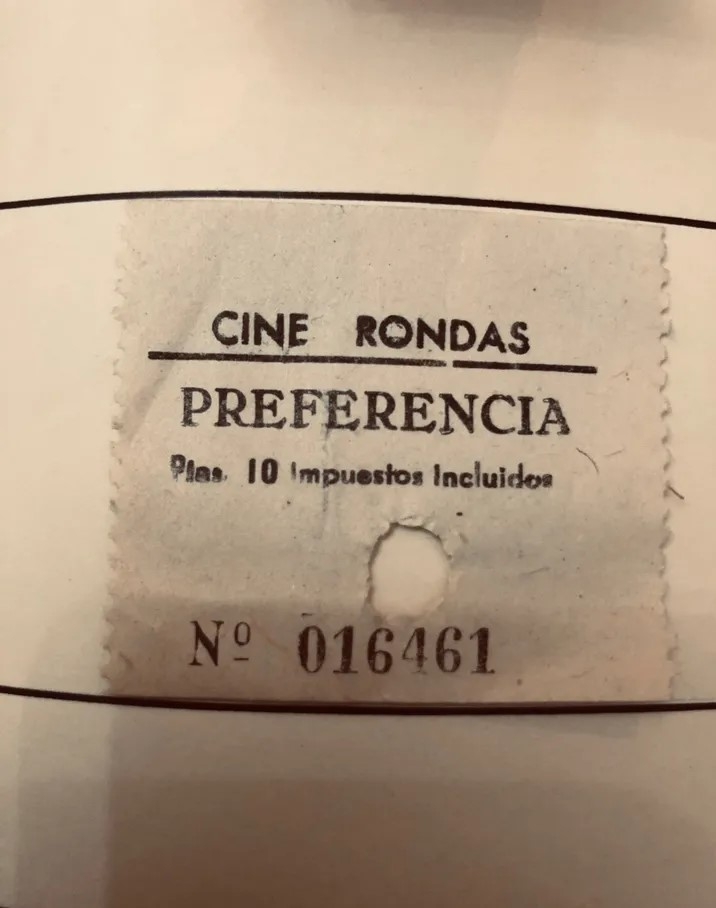 CINE RONDAS
PREFERENCIA
Ptas. 10 Impuestos Incluidos
Nº 016461